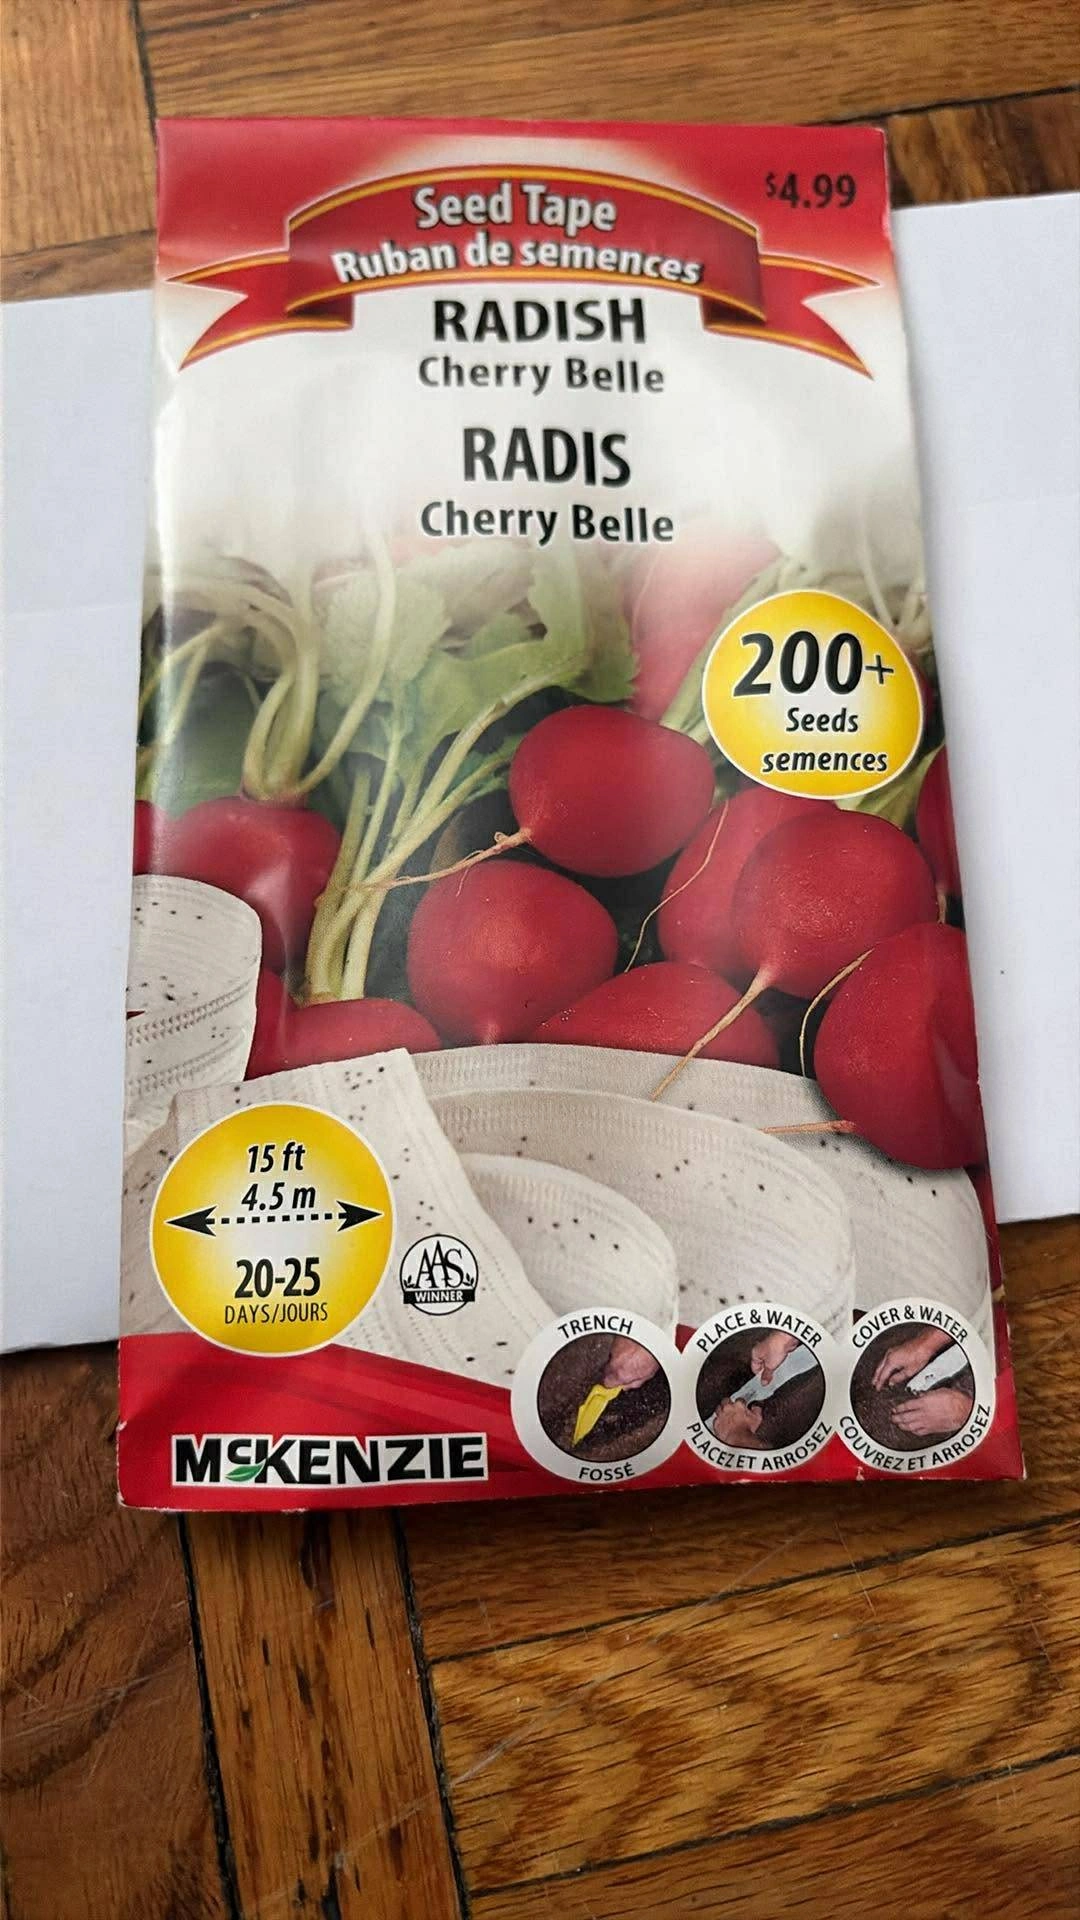 $4.99
Seed Tape
Ruban de semences
RADISH
Cherry Belle
RADIS
Cherry Belle
200+
Seeds
semences
15 ft
4.5 m
20-25
DAYS/JOURS
AAS
WINNER
TRENCH
FOSSÉ
PLACE & WATER
PLACEZ ET ARROSEZ
COVER & WATER
COUVREZ ET ARROSEZ
McKENZIE